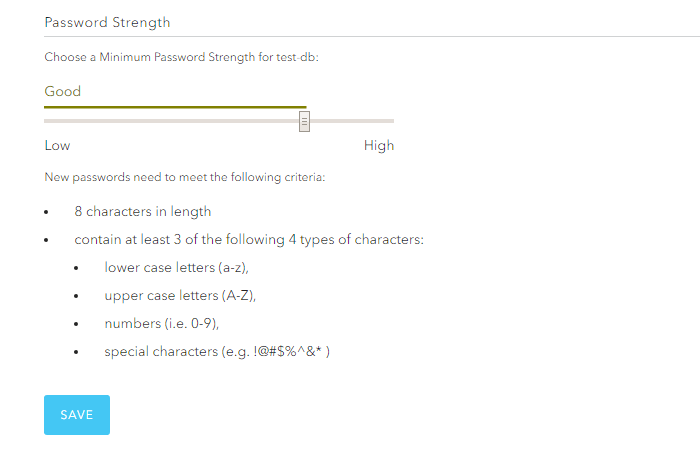 Password Strength
Choose a Minimum Password Strength for test-db:
Good
Low High
New passwords need to meet the following criteria:
• 8 characters in length
• contain at least 3 of the following 4 types of characters:
• lower case letters (a-z),
• upper case letters (A-Z),
• numbers (i.e. 0-9),
• special characters (e.g. !@#$%^&* )
SAVE